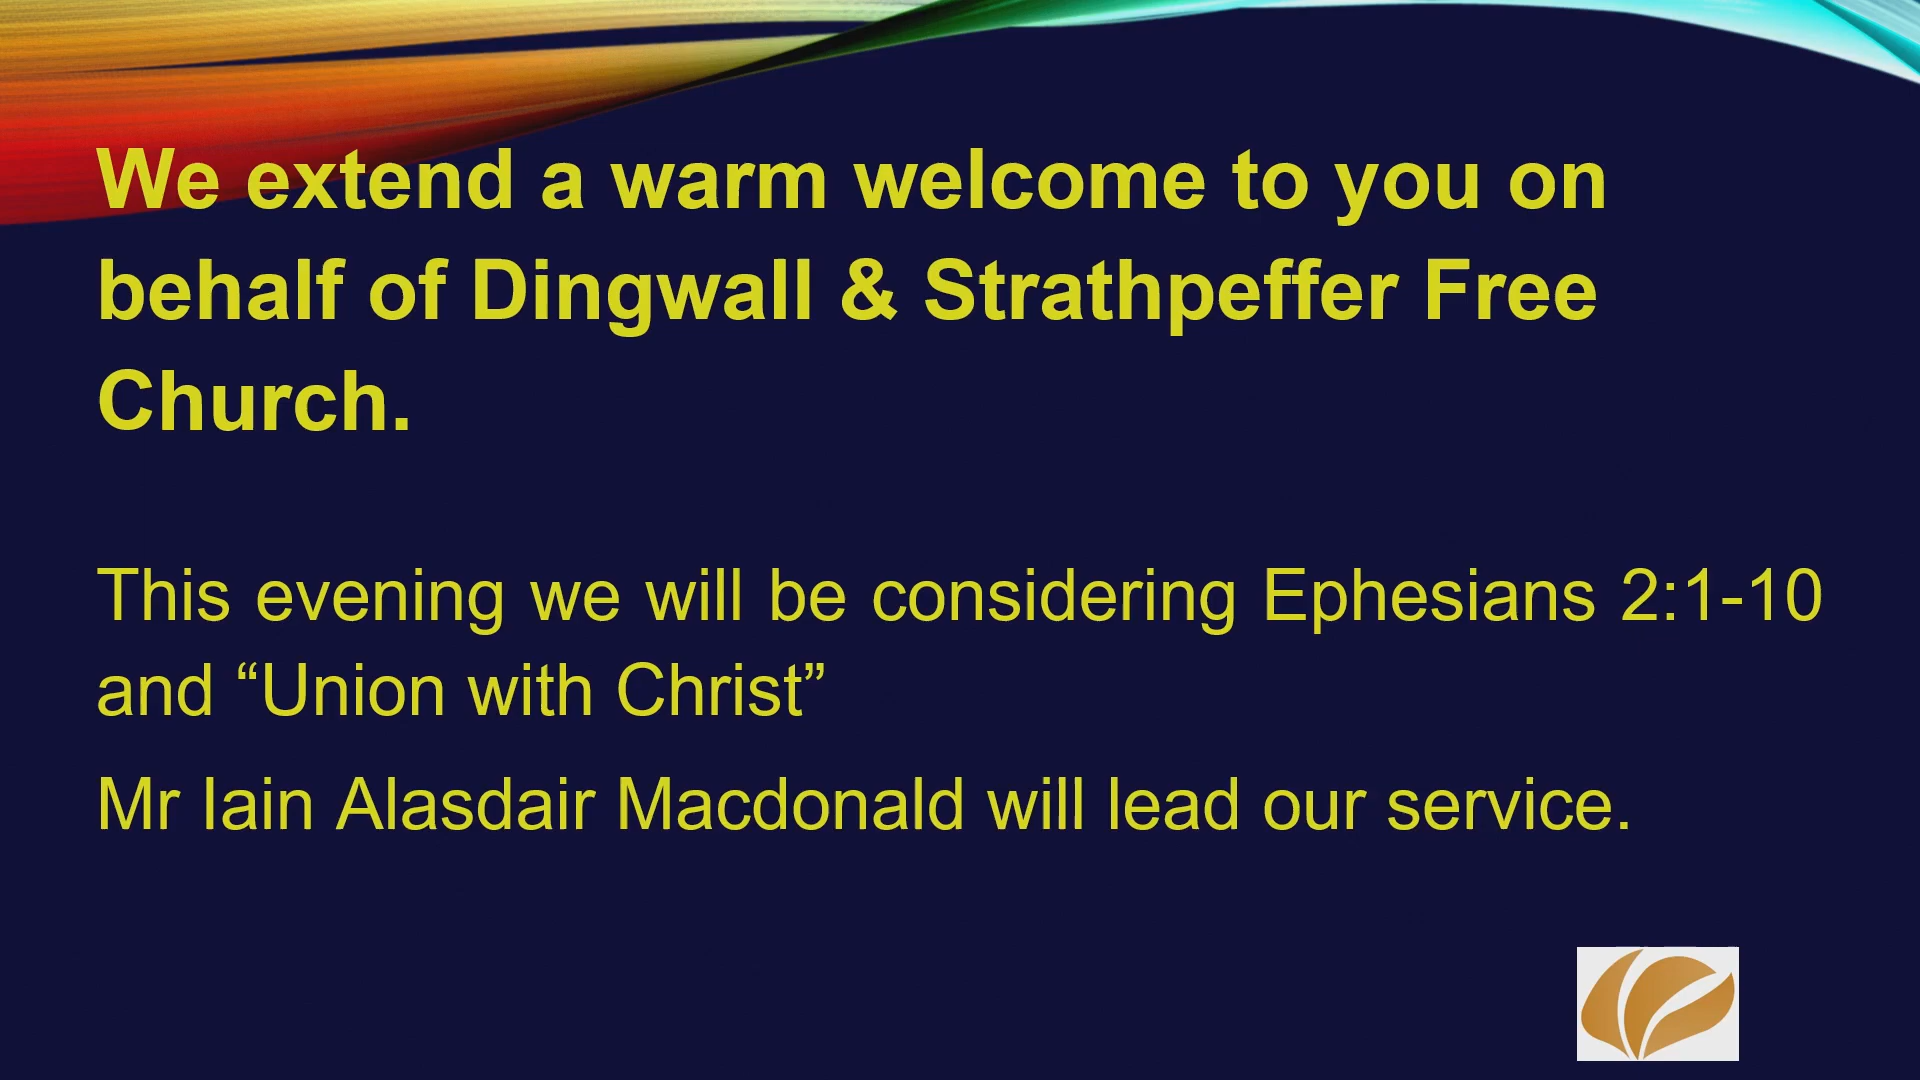 We extend a warm welcome to you on
behalf of Dingwall & Strathpeffer Free
Church.
This evening we will be considering Ephesians 2:1-10
and “Union with Christ”
Mr Iain Alasdair Macdonald will lead our service.